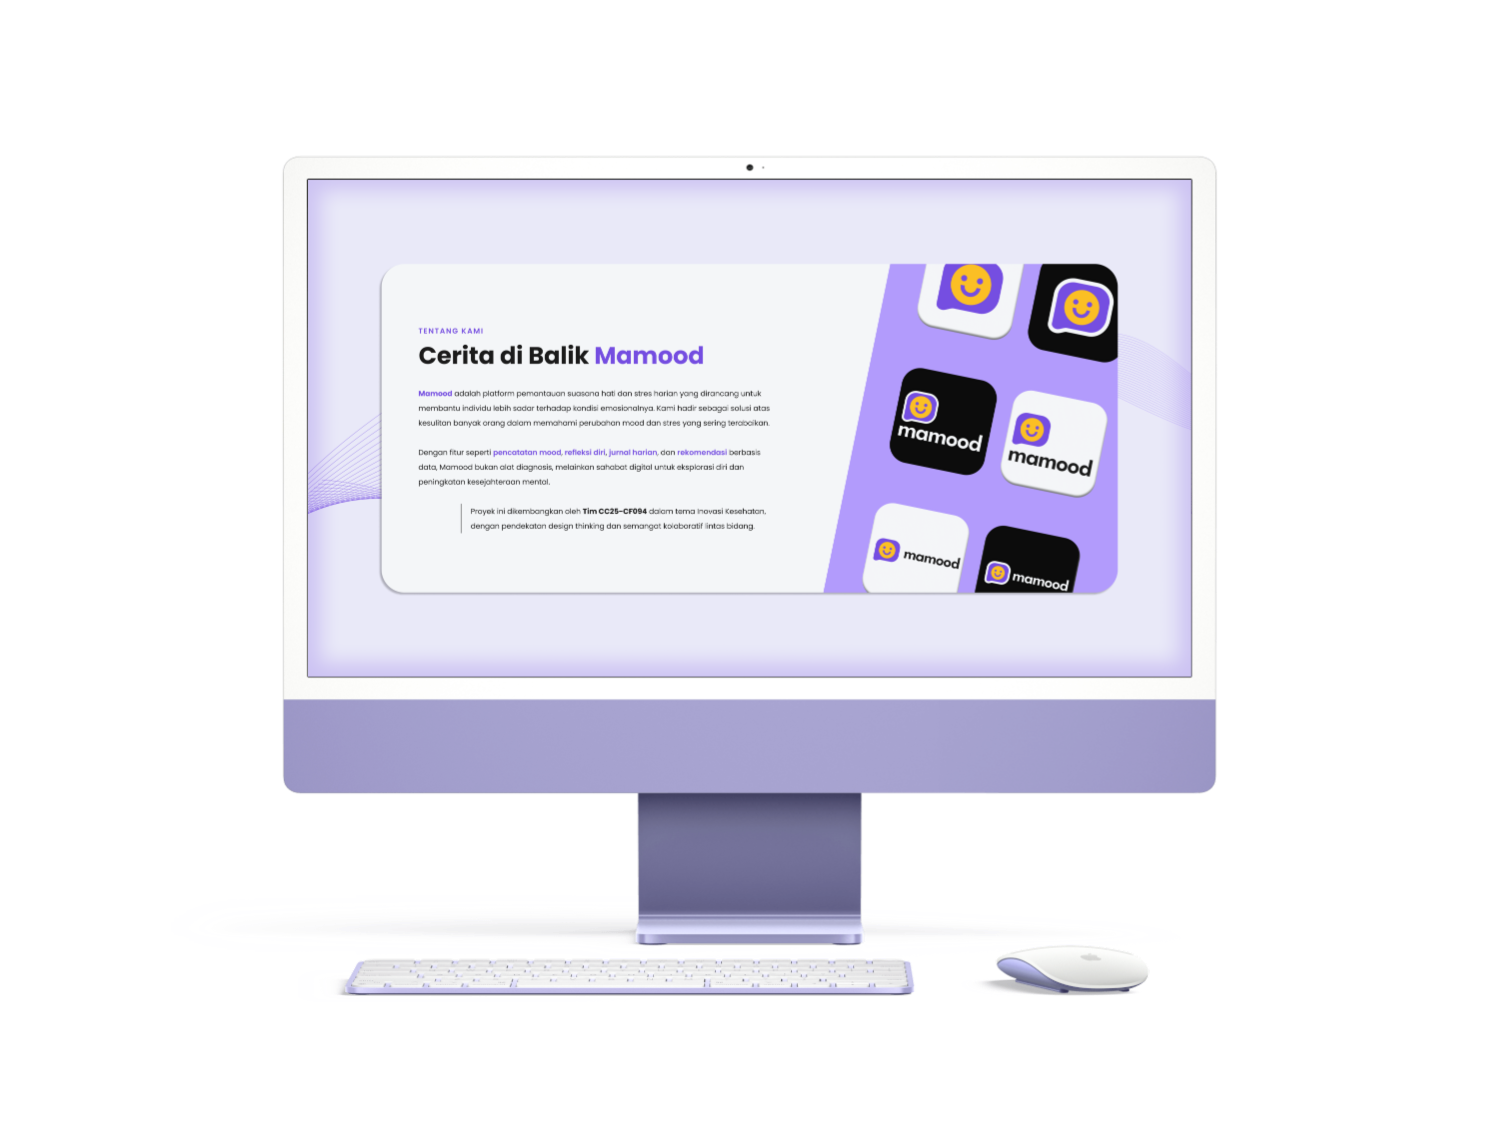 TENTANG KAMI
Cerita di Balik Mamood
Mamood adalah platform pemantauan suasana hati dan stres harian yang dirancang untuk
membantu individu lebih sadar terhadap kondisi emosionalnya. Kami hadir sebagai solusi atas
kesulitan banyak orang dalam memahami perubahan mood dan stres yang sering terabaikan.
Dengan fitur seperti pencatatan mood, refleksi diri, jurnal harian, dan rekomendasi berbasis
data, Mamood bukan alat diagnosis, melainkan sahabat digital untuk eksplorasi diri dan
peningkatan kesejahteraan mental.
Proyek ini dikembangkan oleh Tim CC25-CF094 dalam tema Inovasi Kesehatan,
dengan pendekatan design thinking dan semangat kolaboratif lintas bidang.
mamood
mamood
mamood
mamood